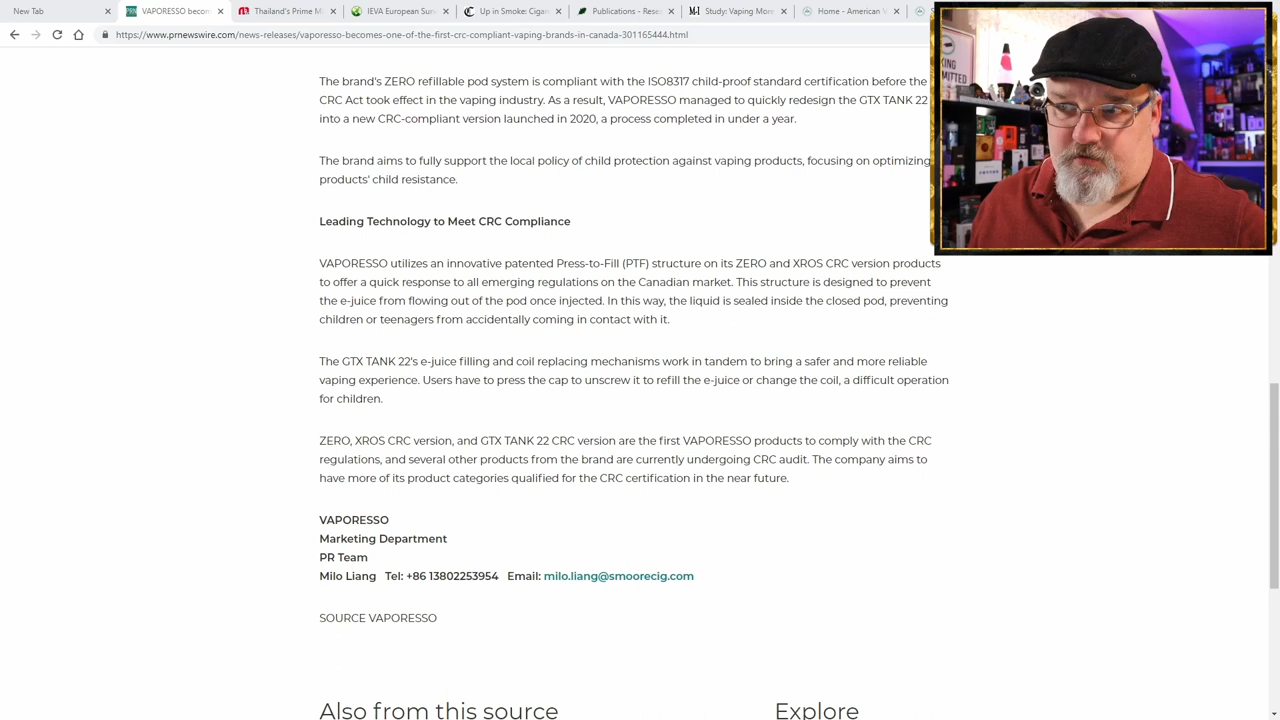 New Tab
VAPORESSO becom
Thailand's Prime M
IEVA European Sur
Up in Smoke: Cigar
Publications - Rese
Study: Vaping More
Home - American V
https://www.prnewswire.com/news-releases/vaporesso-become-one-of-the-first-crc-compliant-vaping-brands-in-canada-301165444.html
The brand's ZERO refillable pod system is compliant with the ISO8317 child-proof standard certification before the
CRC Act took effect in the vaping industry. As a result, VAPORESSO managed to quickly redesign the GTX TANK 22
into a new CRC compliant version launched in 2020, a process completed in under a year.
The brand aims to fully support the local policy of child protection against vaping products, focusing on optimizing
products' child resistance.
Leading Technology to Meet CRC Compliance
VAPORESSO utilized an innovative patented Press-to-Fill (PTF) structure on its ZERO and XROS CRC version products
to offer a quick response to all emerging regulations on the Canadian market. This structure is designed to prevent
the e-juice from flowing out of the pod once injected. In this way, the liquid is sealed inside the closed pod, preventing
children or teenagers from accidentally coming in contact with it.
The GTX TANK 22's e-juice filling and coil replacing mechanisms work in tandem to bring a safer and more reliable
vaping experience. Users have to press the cap to unscrew it to refill the e-juice or change the coil, a difficult operation
for children.
ZERO, XROS CRC version, and GTX TANK 22 CRC version are the first VAPORESSO products to comply with the CRC
regulations, and several other products from the brand are currently undergoing CRC audit. The company aims to
have more of its product categories qualified for the CRC certification in the near future.
VAPORESSO
Marketing Department
PR Team
Milo Liang Tel: +86 13802253954 Email: milo.liang@smoorecig.com
SOURCE VAPORESSO
Also from this source
Explore